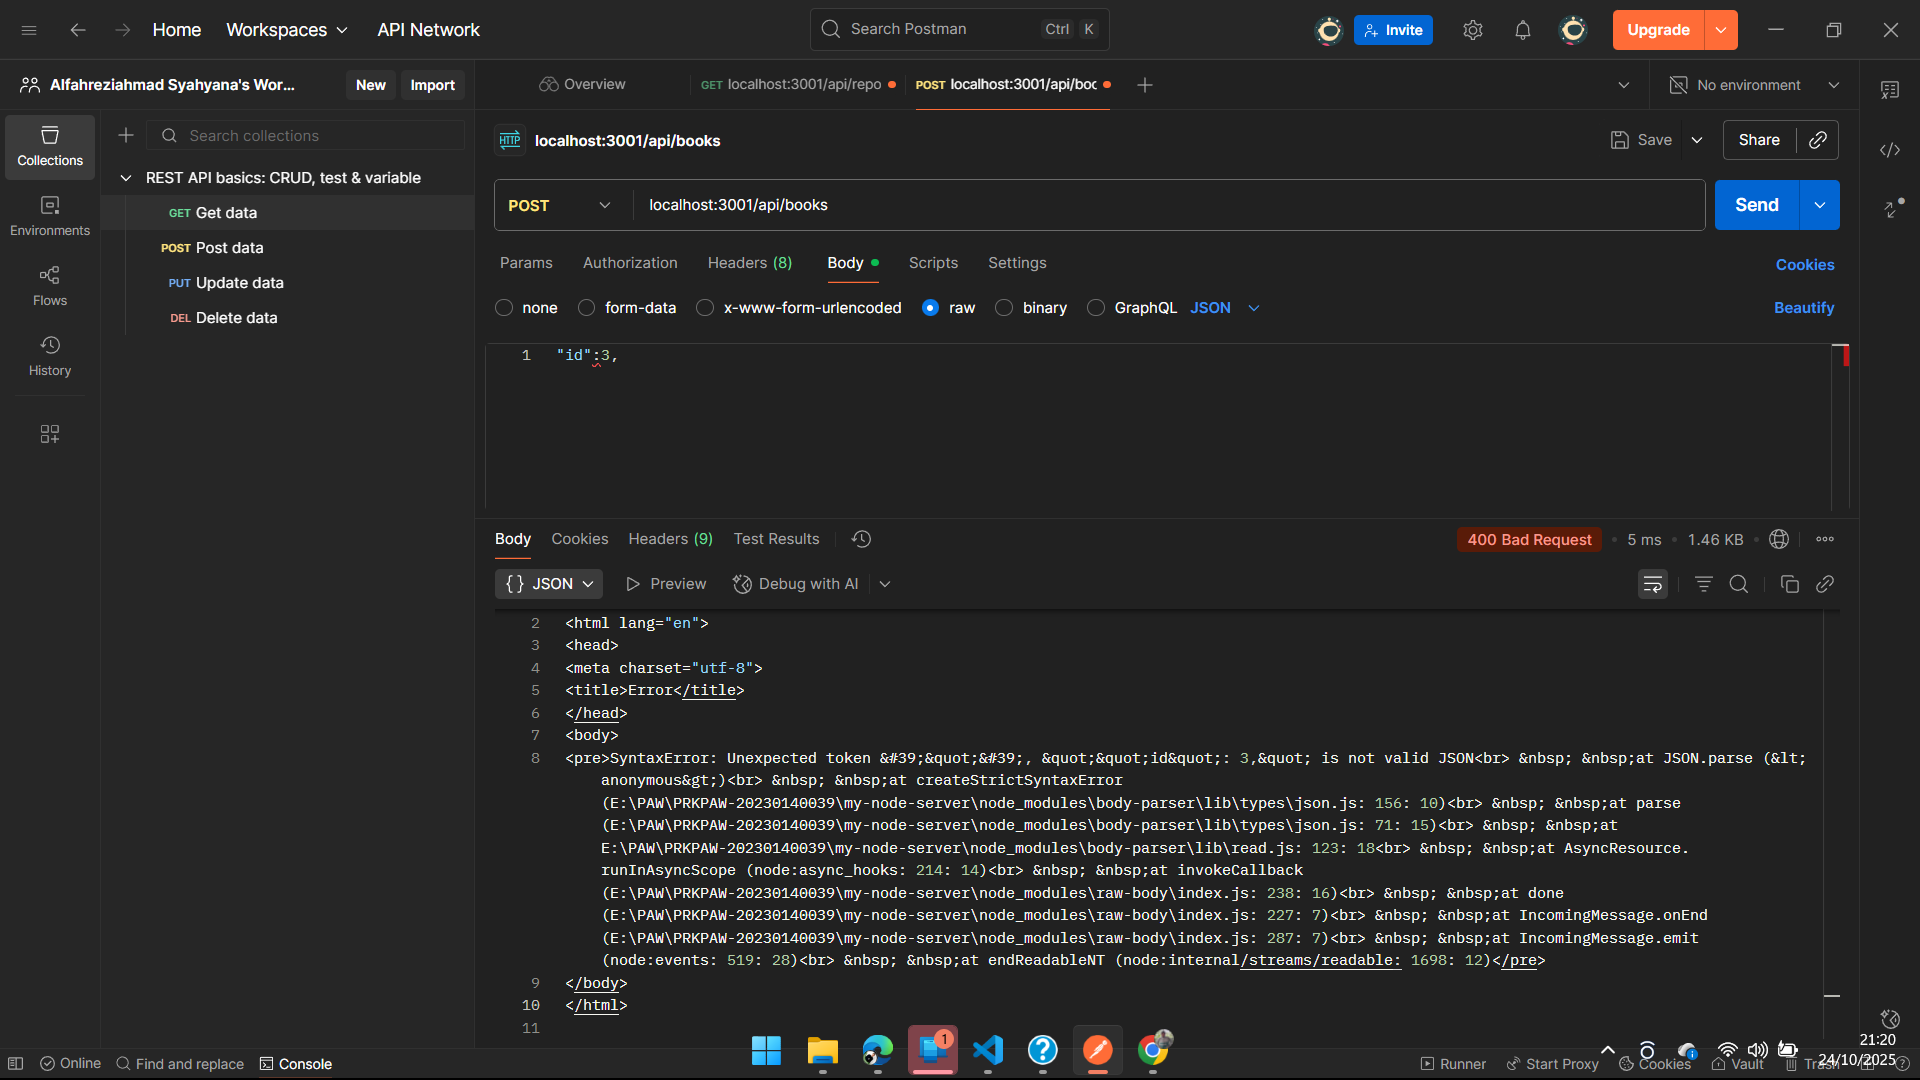 Home
Workspaces
API Network
Search Postman
Ctrl
K
Invite
Upgrade
Alfahreziahmad Syahyana's Wor...
New
Import
Overview
GET localhost:3001/api/repo
POST localhost:3001/api/boo
No environment
Collections
Environments
Flows
History
Search collections
REST API basics: CRUD, test & variable
GET Get data
POST Post data
PUT Update data
DEL Delete data
HTTP localhost:3001/api/books
Save
Share
POST
localhost:3001/api/books
Send
Params
Authorization
Headers (8)
Body
Scripts
Settings
Cookies
none
form-data
x-www-form-urlencoded
raw
binary
GraphQL
JSON
Beautify
1 "id":3,
Body
Cookies
Headers (9)
Test Results
400 Bad Request
5 ms
1.46 KB
{} JSON
Preview
Debug with AI
2 <html lang="en">
3 <head>
4 <meta charset="utf-8">
5 <title>Error</title>
6 </head>
7 <body>
8 <pre>SyntaxError: Unexpected token &#39;&quot;&#39;, &quot;&quot;id&quot;: 3,&quot; is not valid JSON<br> &nbsp; &nbsp;at JSON.parse (&lt;
anonymous&gt;)<br> &nbsp; &nbsp;at createStrictSyntaxError
(E:\PAW\PRKPAW-20230140039\my-node-server\node_modules\body-parser\lib\types\json.js: 156: 10)<br> &nbsp; &nbsp;at parse
(E:\PAW\PRKPAW-20230140039\my-node-server\node_modules\body-parser\lib\types\json.js: 71: 15)<br> &nbsp; &nbsp;at
E:\PAW\PRKPAW-20230140039\my-node-server\node_modules\body-parser\lib\read.js: 123: 18<br> &nbsp; &nbsp;at AsyncResource.
runInAsyncScope (node:async_hooks: 214: 14)<br> &nbsp; &nbsp;at invokeCallback
(E:\PAW\PRKPAW-20230140039\my-node-server\node_modules\raw-body\index.js: 238: 16)<br> &nbsp; &nbsp;at done
(E:\PAW\PRKPAW-20230140039\my-node-server\node_modules\raw-body\index.js: 227: 7)<br> &nbsp; &nbsp;at IncomingMessage.onEnd
(E:\PAW\PRKPAW-20230140039\my-node-server\node_modules\raw-body\index.js: 287: 7)<br> &nbsp; &nbsp;at IncomingMessage.emit
(node:events: 519: 28)<br> &nbsp; &nbsp;at endReadableNT (node:internal/streams/readable: 1698: 12)</pre>
9 </body>
10 </html>
11
Online
Find and replace
Console
1
Runner
Start Proxy
Cookies
Vault
Trash
21:20
24/10/2025